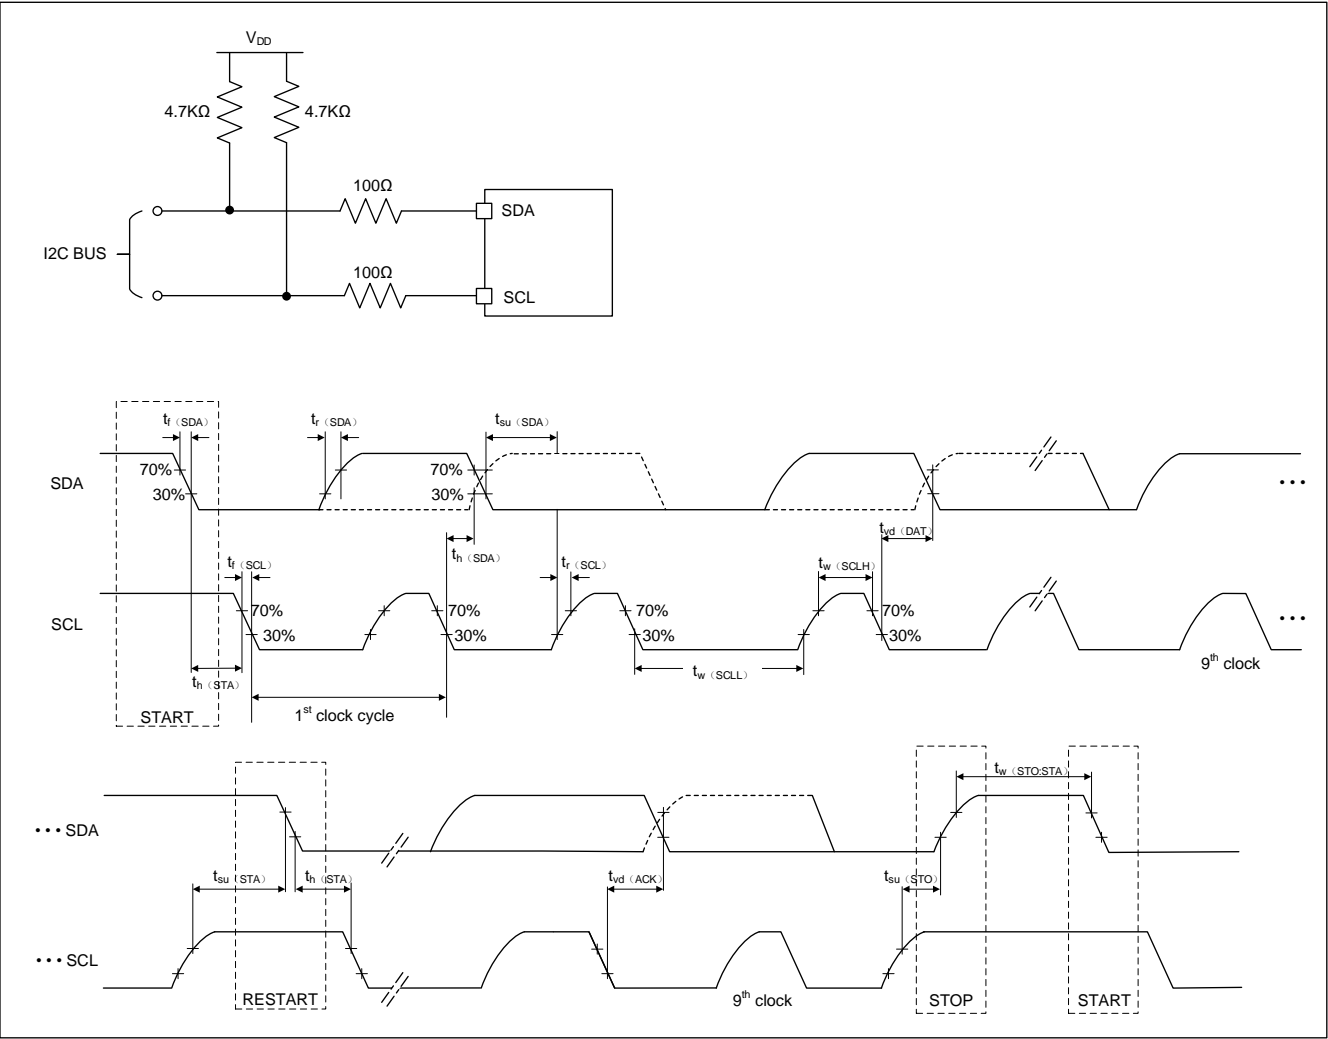 VDD
4.7KΩ 4.7KΩ
100Ω
SDA
I2C BUS
100Ω
SCL
tf（SDA） tr（SDA） tsu（SDA）
70% 70%
SDA 30% 30% •••
tvd（DAT）
th（SDA）
tf（SCL） tr（SCL） tw（SCLH）
70% 70% 70% 70%
SCL 30% 30% 30% 30% •••
9th clock
th（STA） tw（SCLL）
START 1st clock cycle
tw（STO:STA）
•••SDA
tsu（STA） th（STA） tvd（ACK） tsu（STO）
•••SCL
RESTART 9th clock STOP START